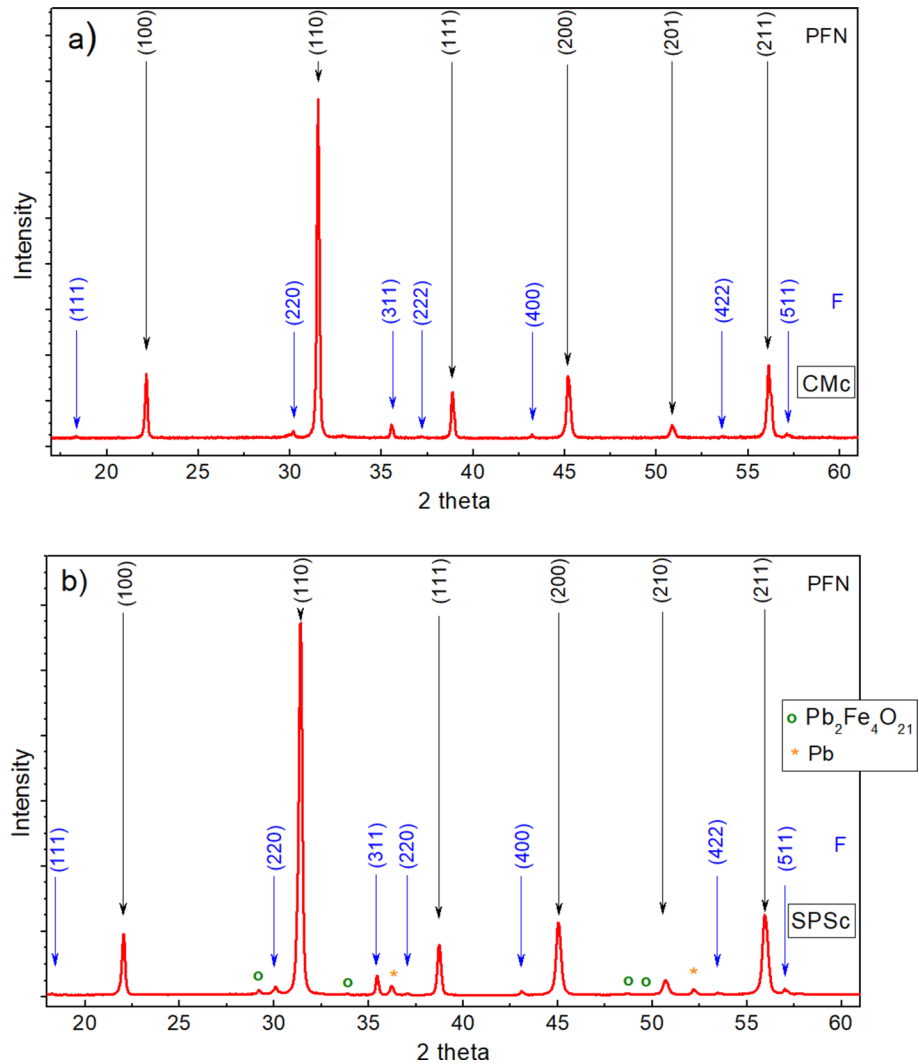 a)
(100)
(110)
(111)
(200)
(201)
(211)
PFN
(111)
(220)
(311)
(222)
(400)
(422)
(511)
F
CMc
Intensity
20 25 30 35 40 45 50 55 60
2 theta
b)
(100)
(110)
(111)
(200)
(210)
(211)
PFN
o Pb2Fe4O21
* Pb
(111)
(220)
(311)
(220)
(400)
(422)
(511)
F
SPSc
o
o
*
o
o
*
Intensity
20 25 30 35 40 45 50 55 60
2 theta